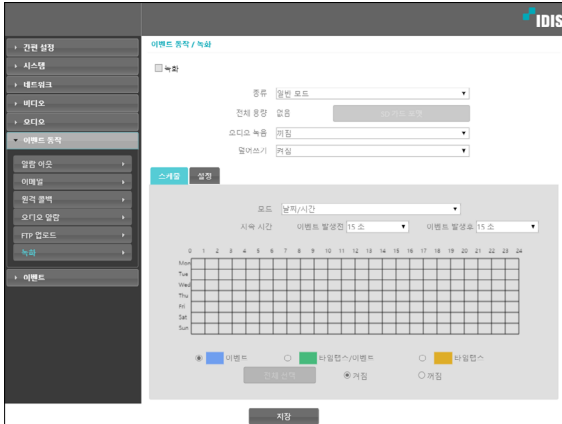 IDIS
간편 설정
시스템
네트워크
비디오
오디오
이벤트 동작
알람 아웃
이메일
원격 콜백
오디오 알람
FTP 업로드
녹화
이벤트
이벤트 동작 / 녹화
녹화
종류 일반 모드
전체 용량 없음 SD 카드 포맷
오디오 녹음 꺼짐
덮어쓰기 켜짐
스케줄 설정
모드 날짜/시간
지속 시간 이벤트 발생전 15 초 이벤트 발생후 15 초
0 1 2 3 4 5 6 7 8 9 10 11 12 13 14 15 16 17 18 19 20 21 22 23 24
Mon
Tue
Wed
Thu
Fri
Sat
Sun
이벤트 타임랩스/이벤트 타임랩스
전체 선택 켜짐 꺼짐
저장